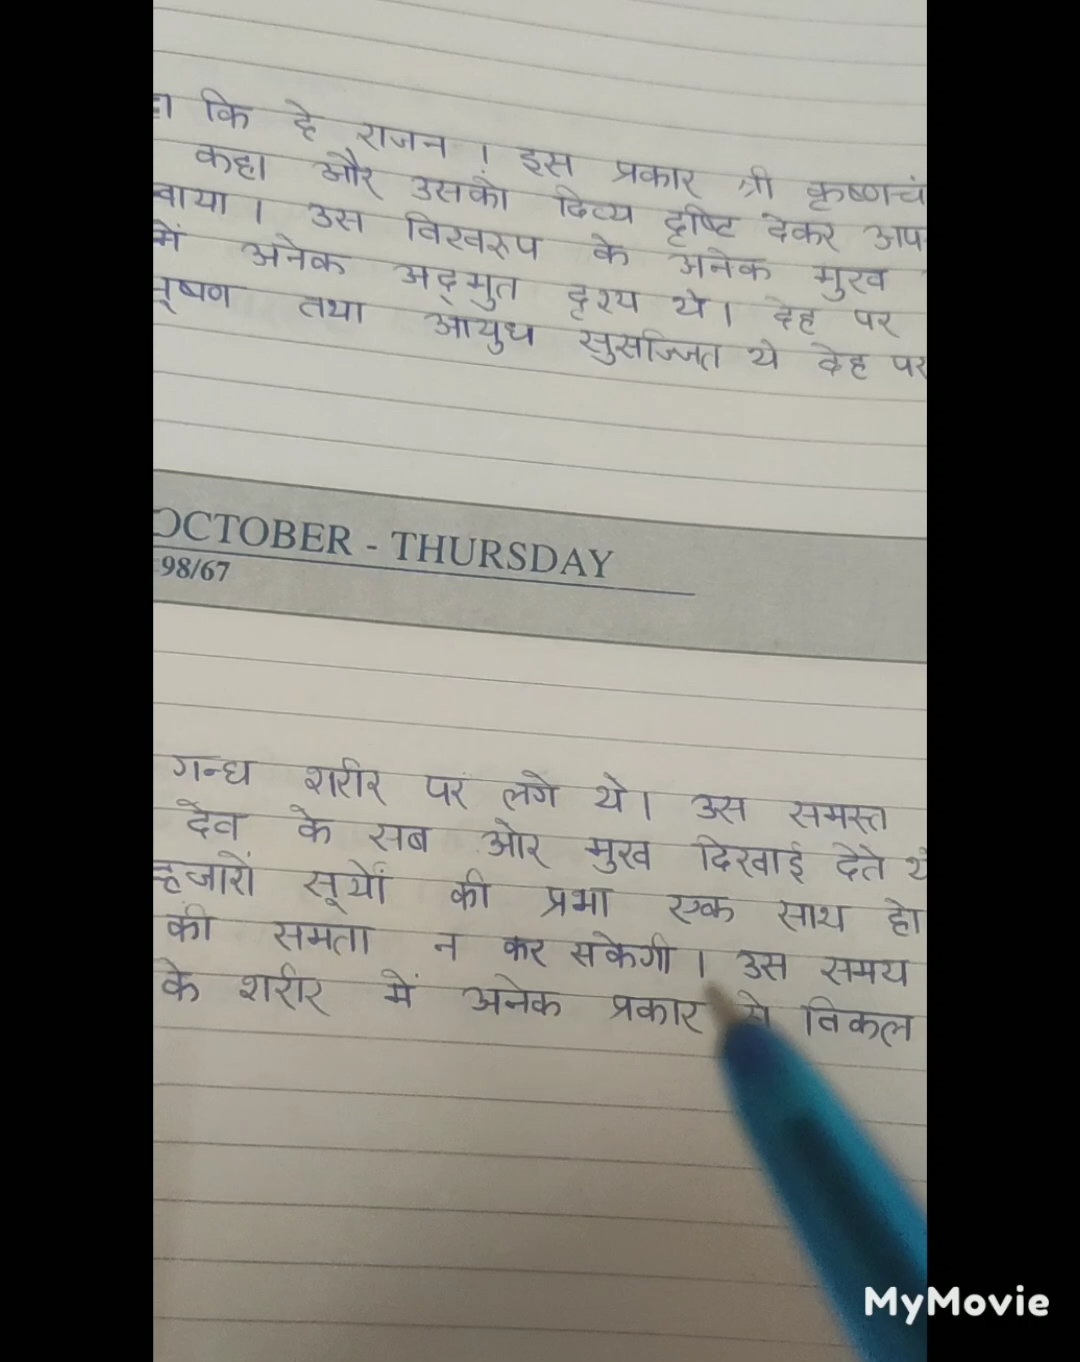 कि हे राजन । इस प्रकार श्री कृष्णचं
कहा और उसको दिव्य दृष्टि देकर अप
वाया । उस विस्वरूप के अनेक मुख
में अनेक अद्भुत दृश्य थे। देह पर
भूषण तथा आयुध सुसज्जित थे देह पर
OCTOBER - THURSDAY
98/67
गन्ध शरीर पर लगे थे। उस समस्त
देव के सब ओर मुख दिखाई देते थे
हजारों सूर्यों की प्रभा एक साथ हो
की समता न कर सकेगी । उस समय
के शरीर में अनेक प्रकार से विकल
MyMovie